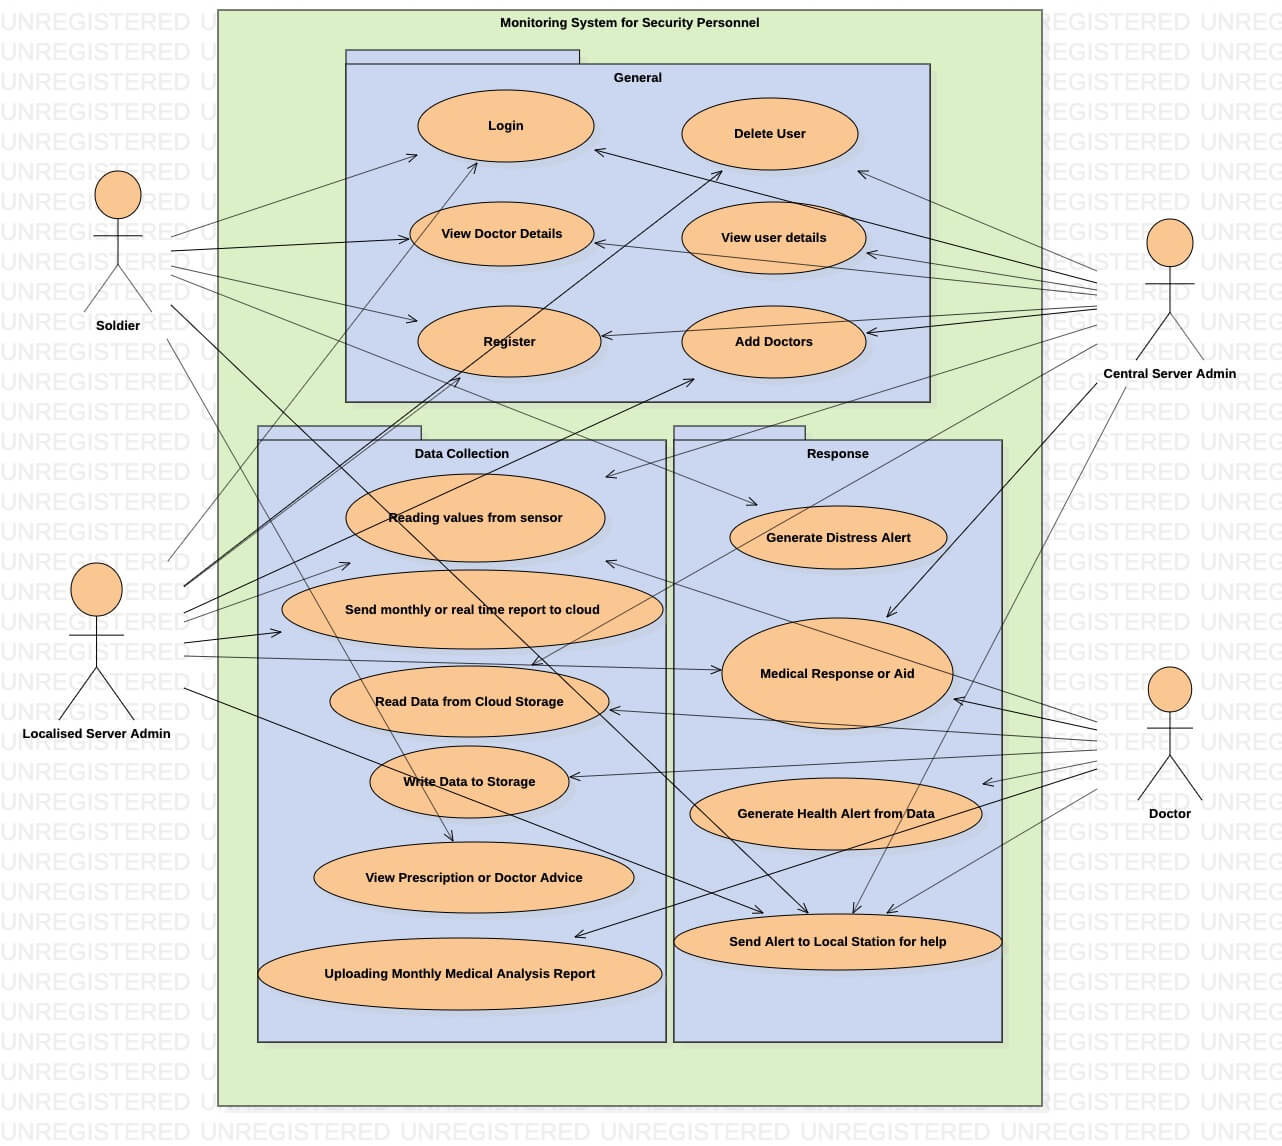 Monitoring System for Security Personnel
General
Login
Delete User
View Doctor Details
View user details
Register
Add Doctors
Soldier
Central Server Admin
Data Collection
Response
Reading values from sensor
Generate Distress Alert
Send monthly or real time report to cloud
Medical Response or Aid
Read Data from Cloud Storage
Localised Server Admin
Write Data to Storage
Generate Health Alert from Data
Doctor
View Prescription or Doctor Advice
Send Alert to Local Station for help
Uploading Monthly Medical Analysis Report
UNREGISTERED UNREGISTERED UNREGISTERED UNREGISTERED UNREGISTERED UNREGISTERED